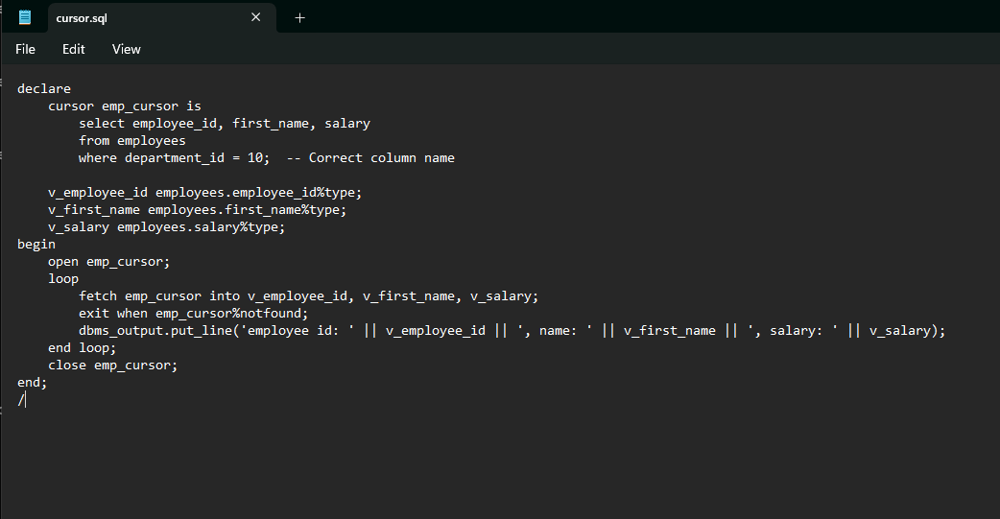 cursor.sql
File Edit View
declare
    cursor emp_cursor is
        select employee_id, first_name, salary
        from employees
        where department_id = 10;  -- Correct column name

    v_employee_id employees.employee_id%type;
    v_first_name employees.first_name%type;
    v_salary employees.salary%type;
begin
    open emp_cursor;
    loop
        fetch emp_cursor into v_employee_id, v_first_name, v_salary;
        exit when emp_cursor%notfound;
        dbms_output.put_line('employee id: ' || v_employee_id || ', name: ' || v_first_name || ', salary: ' || v_salary);
    end loop;
    close emp_cursor;
end;
/